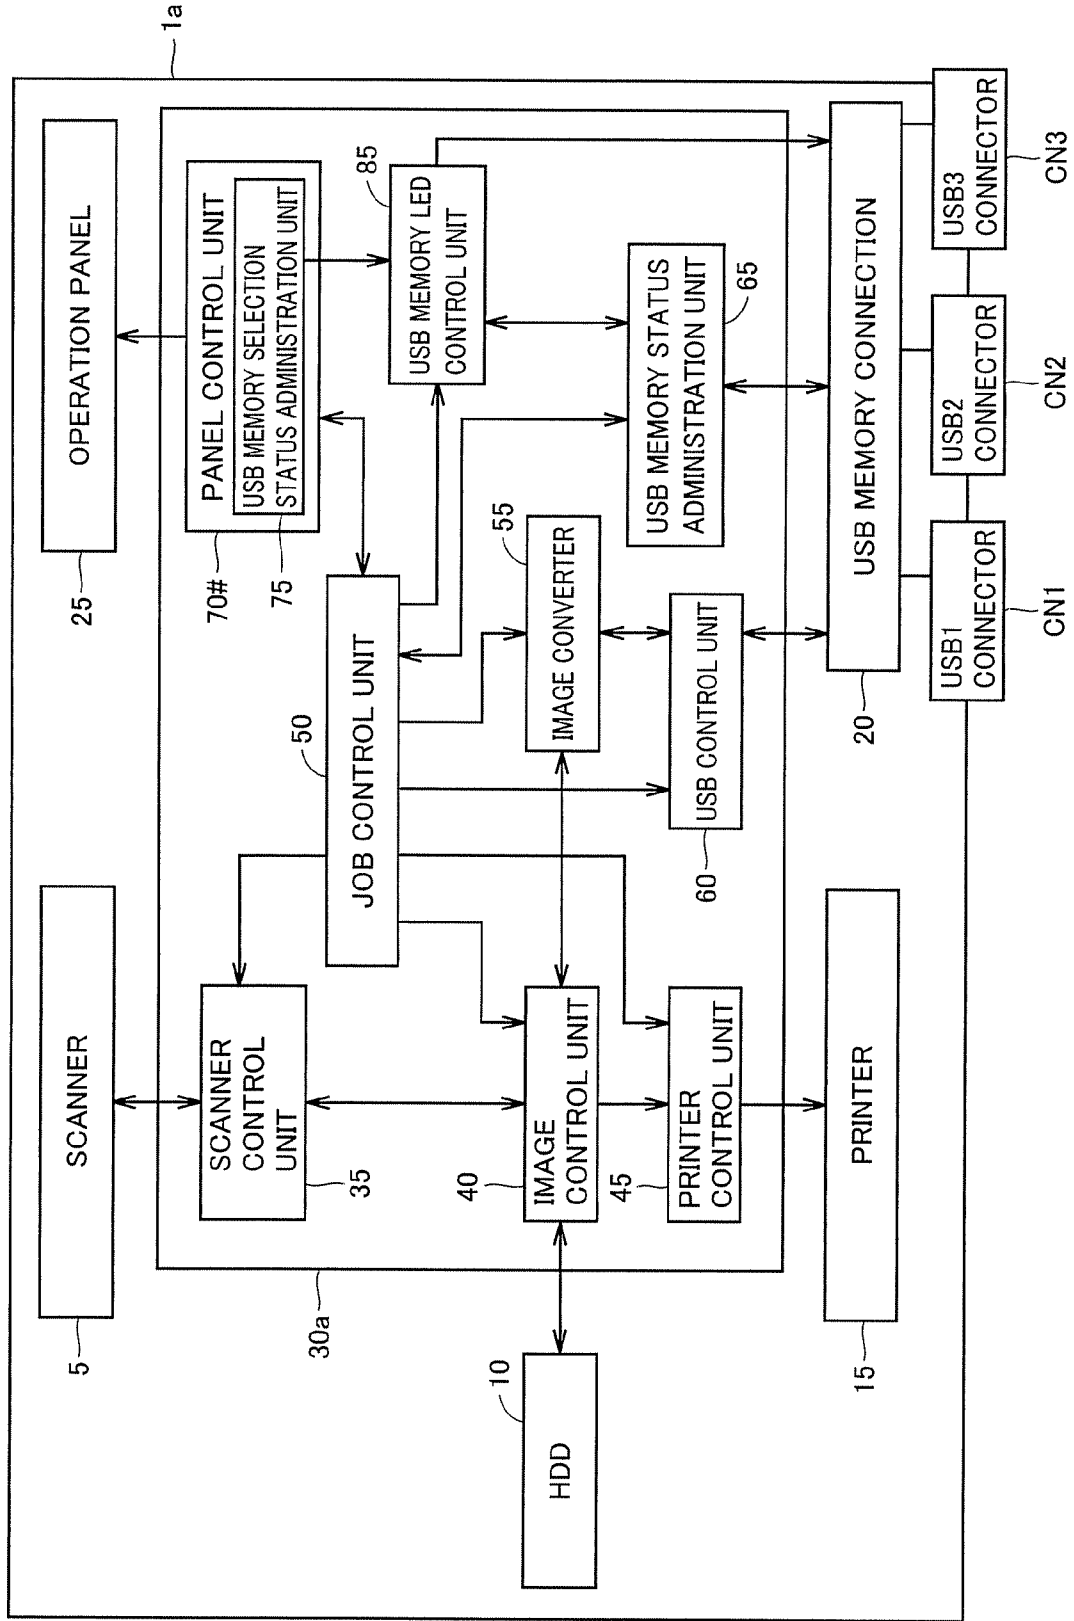 1a
SCANNER
5
OPERATION PANEL
25
30a
SCANNER
CONTROL
UNIT
35
PANEL CONTROL UNIT
USB MEMORY SELECTION
STATUS ADMINISTRATION UNIT
70#
75
50
JOB CONTROL UNIT
85
USB MEMORY LED
CONTROL UNIT
10
HDD
40
IMAGE
CONTROL UNIT
55
IMAGE CONVERTER
45
PRINTER
CONTROL UNIT
60
USB CONTROL UNIT
USB MEMORY STATUS
ADMINISTRATION UNIT
65
PRINTER
15
USB MEMORY CONNECTION
20
USB1
CONNECTOR
USB2
CONNECTOR
USB3
CONNECTOR
CN1
CN2
CN3